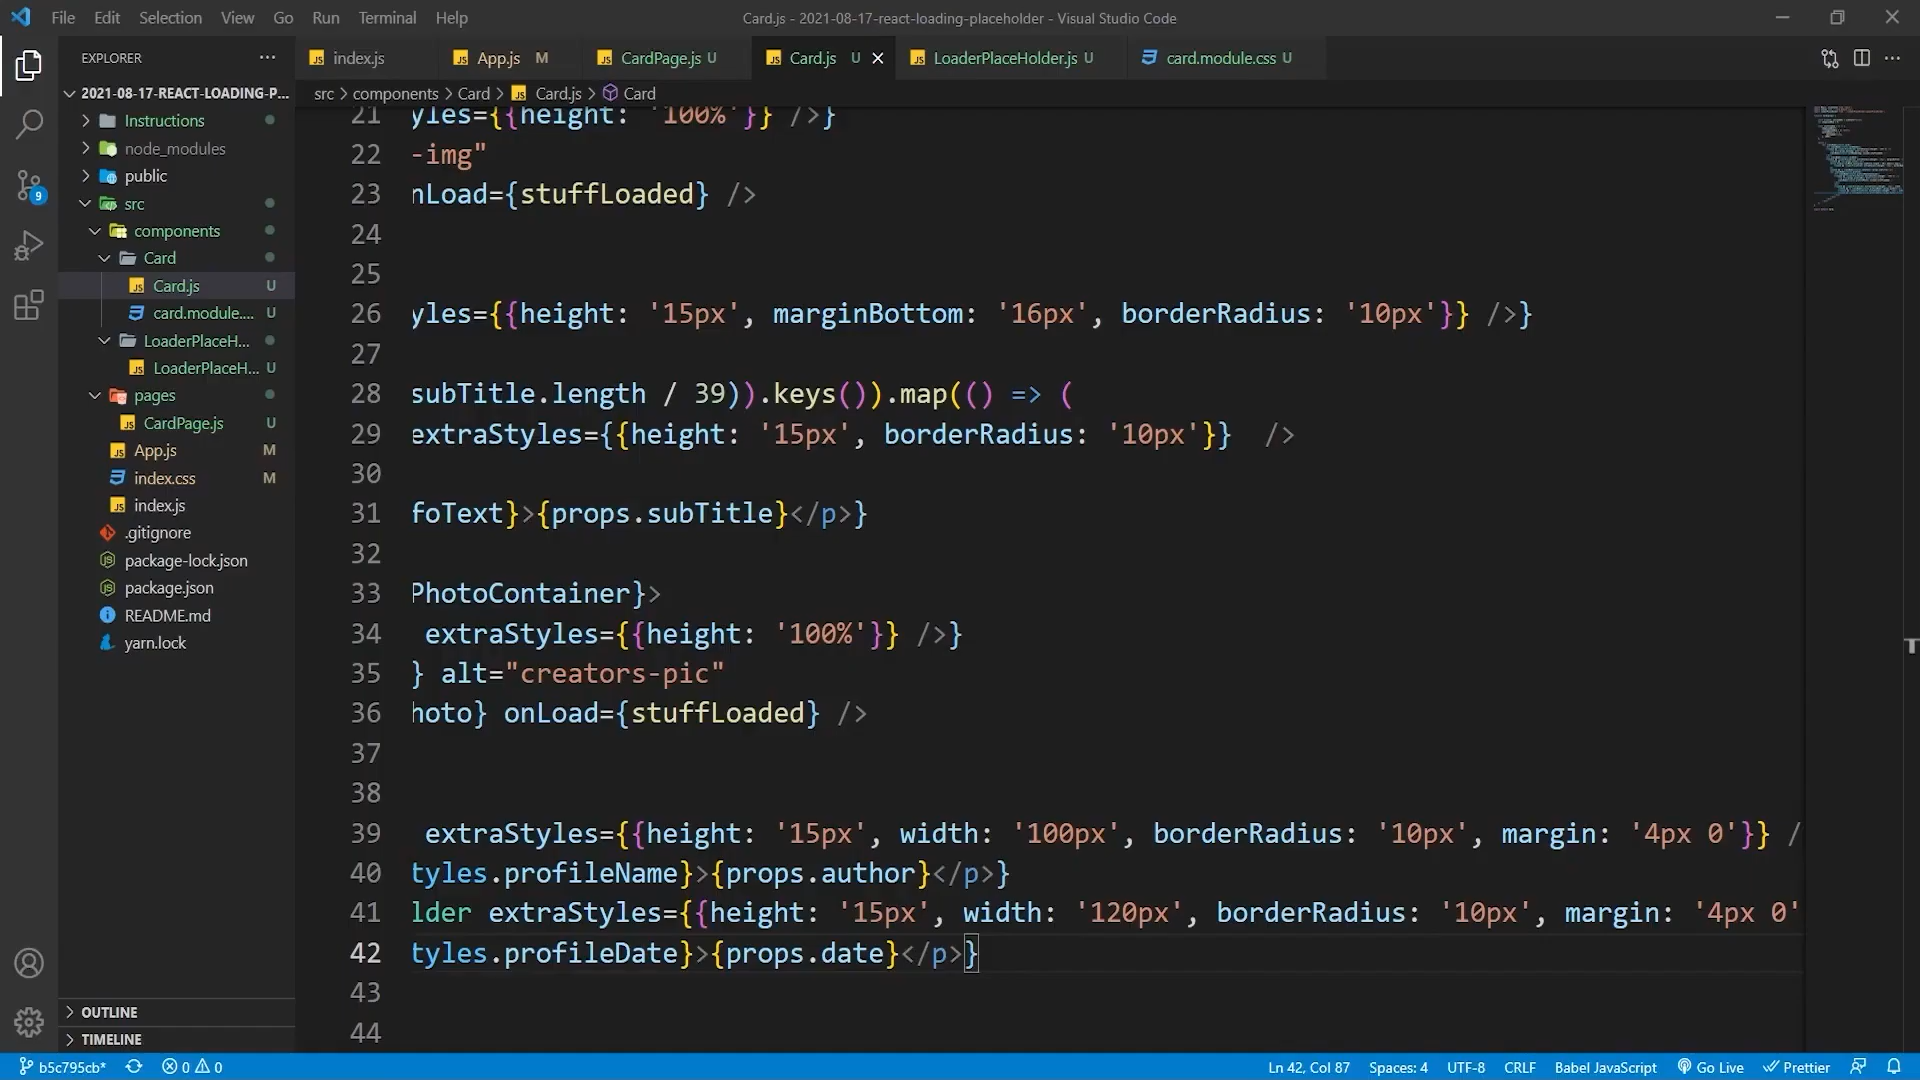 File Edit Selection View Go Run Terminal Help
Card.js - 2021-08-17-react-loading-placeholder - Visual Studio Code
EXPLORER
index.js
App.js M
CardPage.js U
Card.js U
LoaderPlaceHolder.js U
card.module.css U
2021-08-17-REACT-LOADING-P...
src > components > Card > Card.js > Card
Instructions
node_modules
public
src
components
Card
Card.js U
card.module.... U
LoaderPlaceH...
LoaderPlaceH... U
pages
CardPage.js U
App.js M
index.css M
index.js
.gitignore
package-lock.json
package.json
README.md
yarn.lock
9
21 yles={{height: '100%'}} />}
22 -img"
23 nLoad={stuffLoaded} />
24
25
26 yles={{height: '15px', marginBottom: '16px', borderRadius: '10px'}} />}
27
28 subTitle.length / 39)).keys()).map(() => (
29 extraStyles={{height: '15px', borderRadius: '10px'}}  />
30
31 foText}>{props.subTitle}</p>}
32
33 PhotoContainer}>
34 extraStyles={{height: '100%'}} />}
35 } alt="creators-pic"
36 hoto} onLoad={stuffLoaded} />
37
38
39 extraStyles={{height: '15px', width: '100px', borderRadius: '10px', margin: '4px 0'}} /
40 tyles.profileName}>{props.author}</p>}
41 lder extraStyles={{height: '15px', width: '120px', borderRadius: '10px', margin: '4px 0'
42 tyles.profileDate}>{props.date}</p>}
43
44
OUTLINE
TIMELINE
b5c795cb* 0 0 Ln 42, Col 87 Spaces: 4 UTF-8 CRLF Babel JavaScript Go Live Prettier